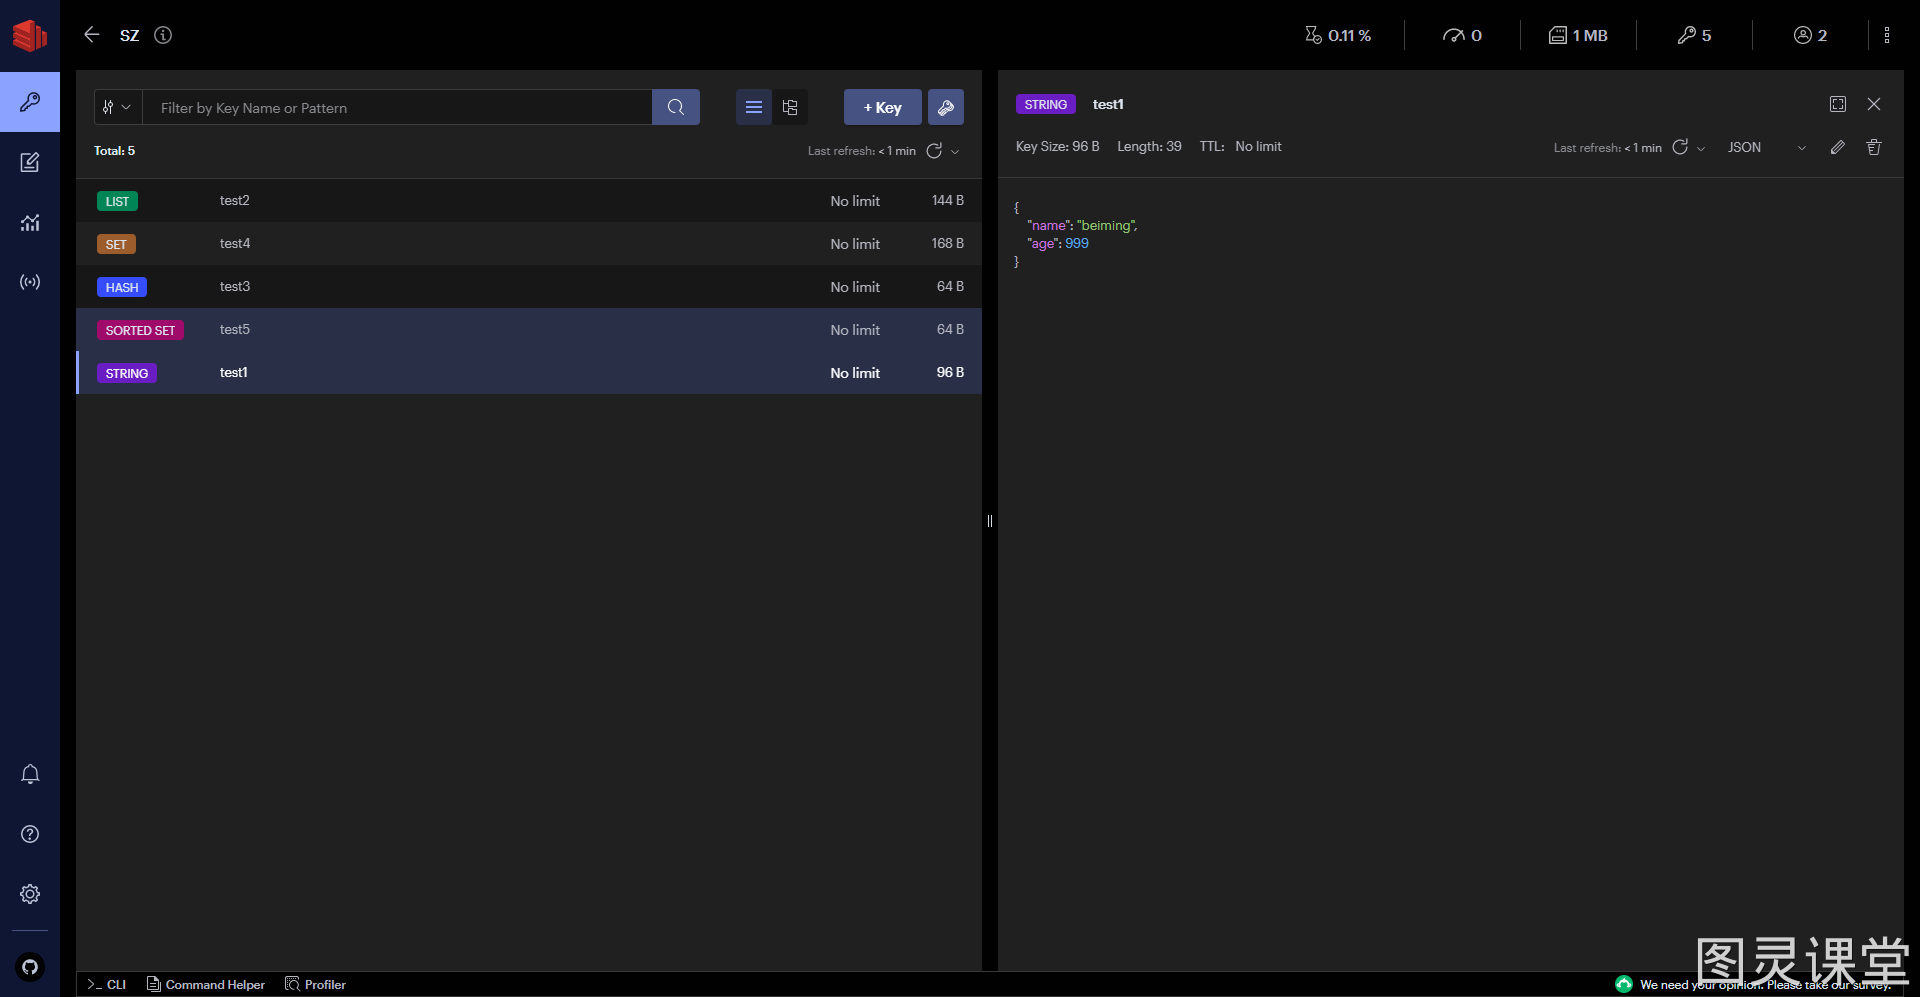 SZ
0.11 %
0
1 MB
5
2
Filter by Key Name or Pattern
+ Key
Total: 5
Last refresh: < 1 min
LIST test2 No limit 144 B
SET test4 No limit 168 B
HASH test3 No limit 64 B
SORTED SET test5 No limit 64 B
STRING test1 No limit 96 B
STRING test1
Key Size: 96 B Length: 39 TTL: No limit
Last refresh: < 1 min
JSON
{
"name": "beiming",
"age": 999
}
>_ CLI
Command Helper
Profiler
We need your opinion. Please take our survey.
图灵课堂